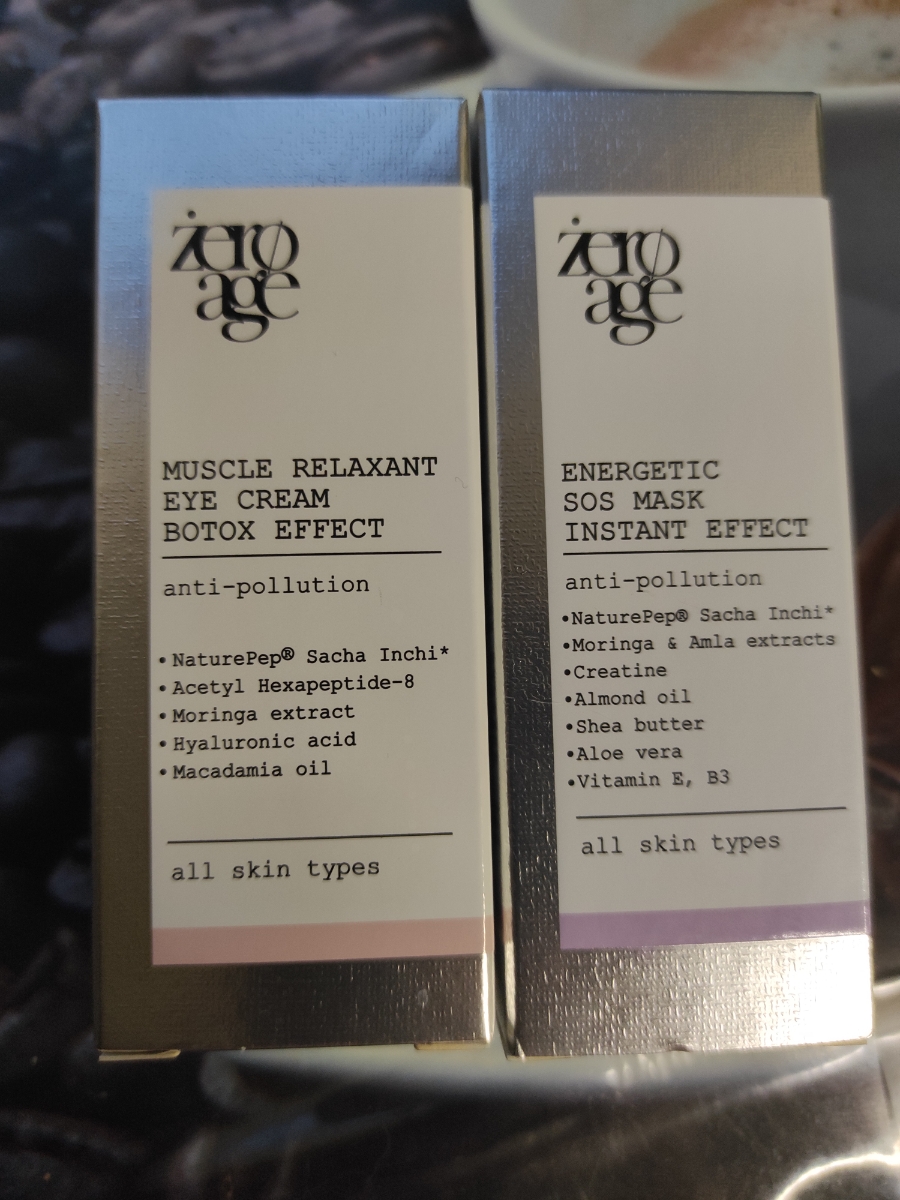 żerø
age
MUSCLE RELAXANT
EYE CREAM
BOTOX EFFECT
anti-pollution
• NaturePep® Sacha Inchi*
• Acetyl Hexapeptide-8
• Moringa extract
• Hyaluronic acid
• Macadamia oil
all skin types
żerø
age
ENERGETIC
SOS MASK
INSTANT EFFECT
anti-pollution
•NaturePep® Sacha Inchi*
•Moringa & Amla extracts
•Creatine
•Almond oil
•Shea butter
•Aloe vera
•Vitamin E, B3
all skin types